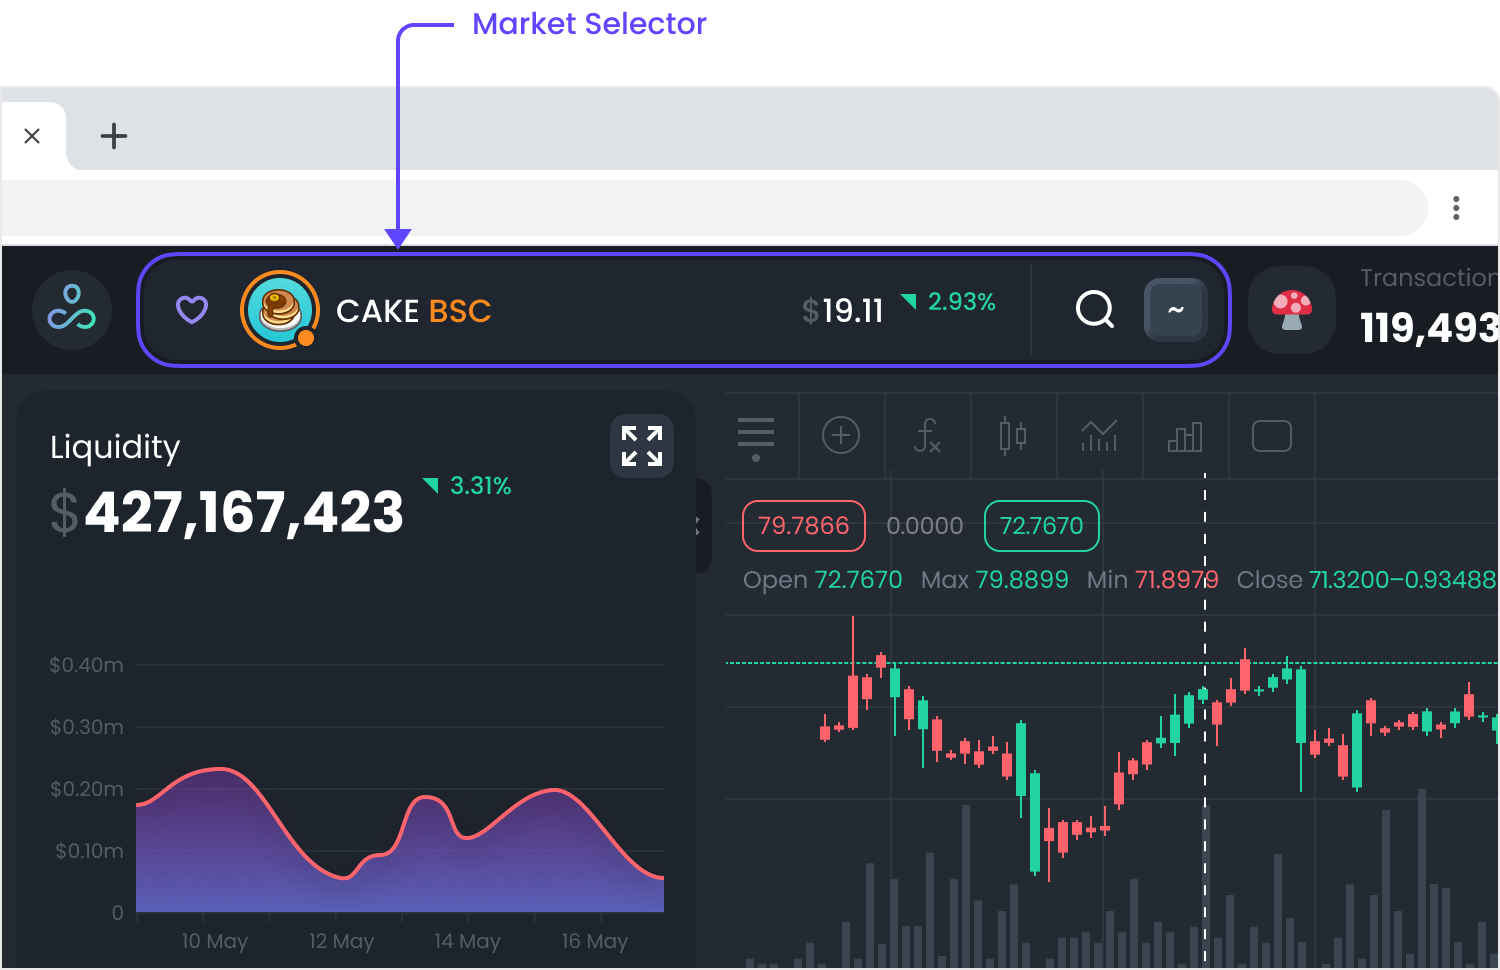 Market Selector
CAKE BSC
$19.11 2.93%
~
Transaction
119,493
Liquidity
$427,167,423 3.31%
79.7866 0.0000 72.7670
Open 72.7670 Max 79.8899 Min 71.8979 Close 71.3200−0.93488
$0.40m
$0.30m
$0.20m
$0.10m
0
10 May 12 May 14 May 16 May